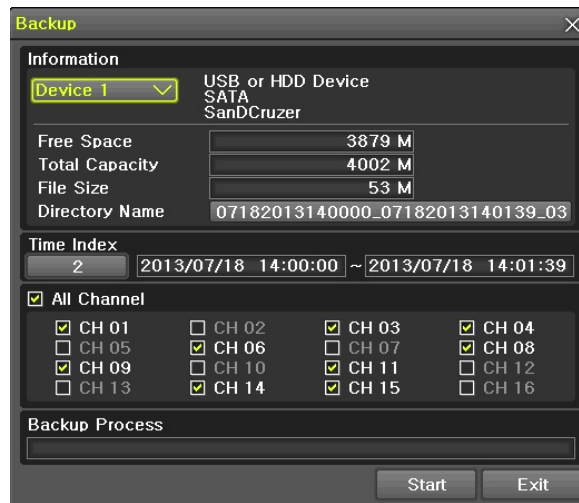 Backup
Information
Device 1
USB or HDD Device
SATA
SanDCruzer
Free Space 3879 M
Total Capacity 4002 M
File Size 53 M
Directory Name 07182013140000_07182013140139_03
Time Index
2 2013/07/18 14:00:00 ~ 2013/07/18 14:01:39
All Channel
CH 01 CH 02 CH 03 CH 04
CH 05 CH 06 CH 07 CH 08
CH 09 CH 10 CH 11 CH 12
CH 13 CH 14 CH 15 CH 16
Backup Process
Start Exit